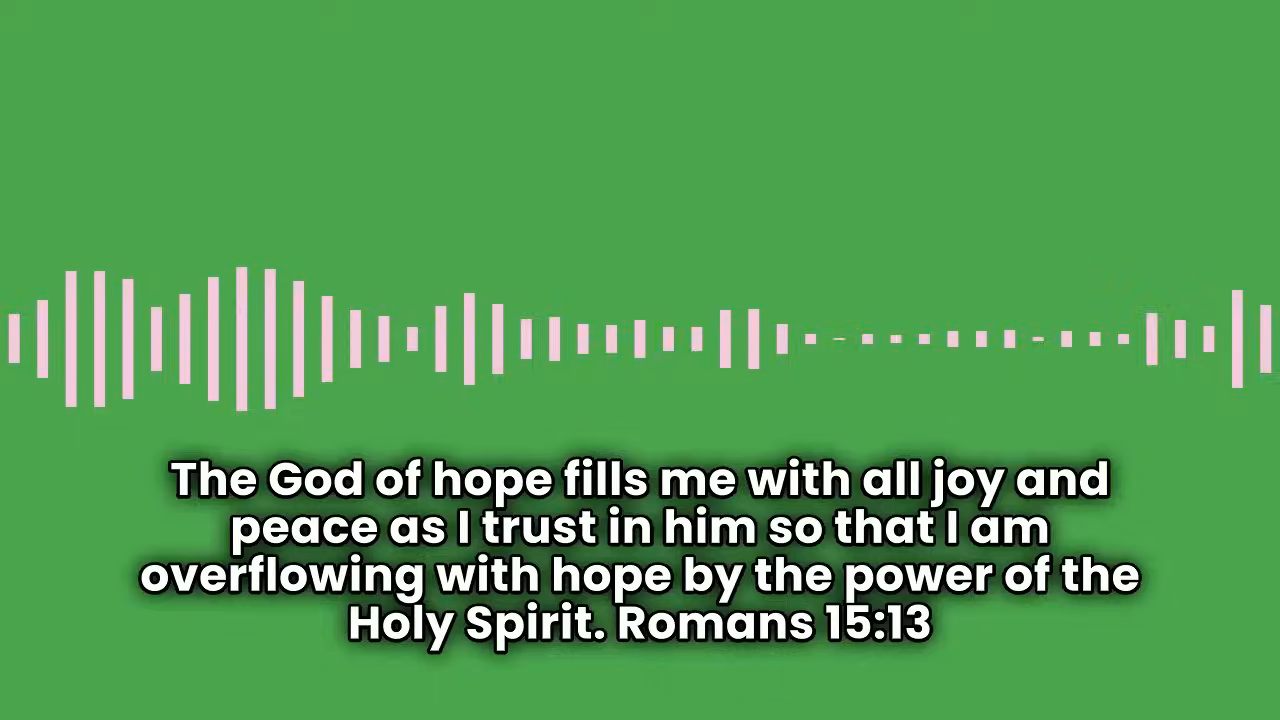 The God of hope fills me with all joy and
peace as I trust in him so that I am
overflowing with hope by the power of the
Holy Spirit. Romans 15:13